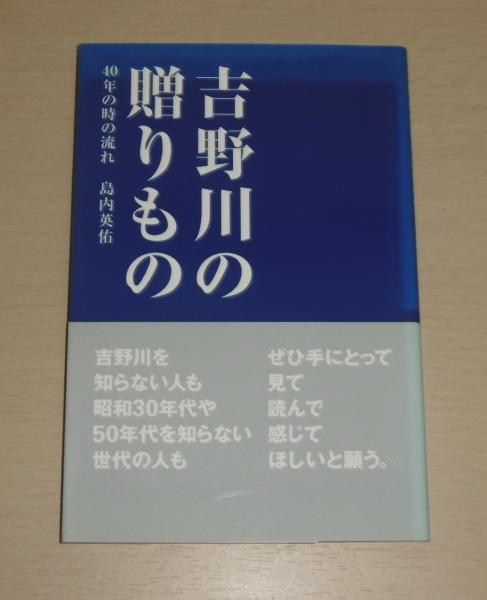 吉野川の
贈りもの
40年の時の流れ 島内英佑
吉野川を
知らない人も
昭和30年代や
50年代を知らない
世代の人も
ぜひ手にとって
見て
読んで
感じて
ほしいと願う。